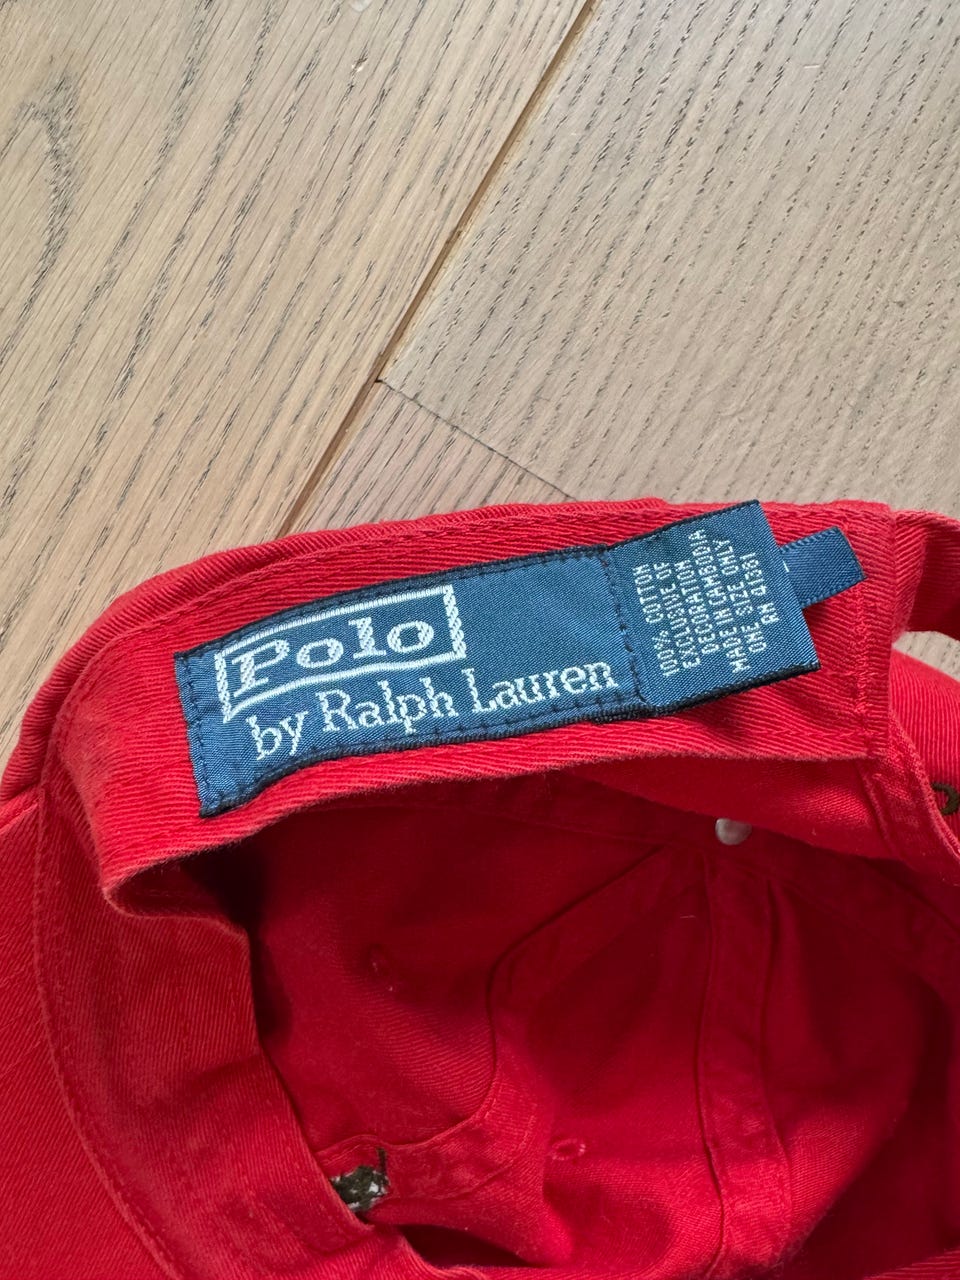 Polo
by Ralph Lauren
100% COTTON
EXCLUSIVE OF
DECORATION
MADE IN CAMBODIA
ONE SIZE ONLY
RN 41381